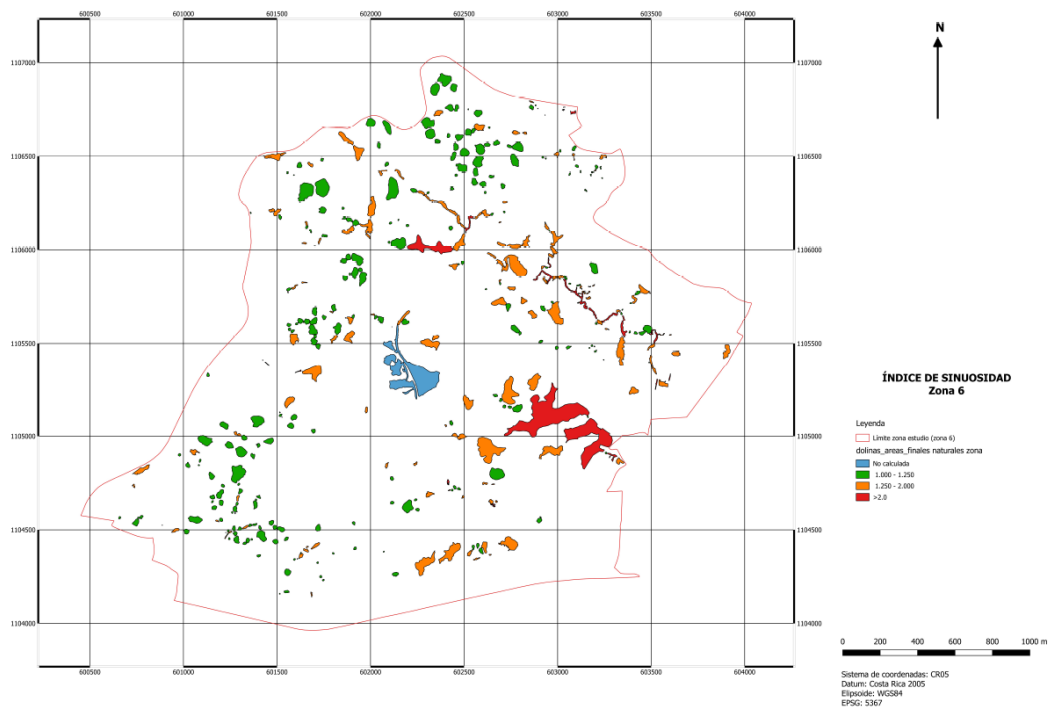 600500 601000 601500 602000 602500 603000 603500 604000
N
1107000 1107000
1106500 1106500
1106000 1106000
1105500 1105500
1105000 1105000
1104500 1104500
1104000 1104000
600500 601000 601500 602000 602500 603000 603500 604000
ÍNDICE DE SINUOSIDAD
Zona 6
Leyenda
Límite zona estudio (zona 6)
dolinas_areas_finales naturales zona
No calculada
1.000 - 1.250
1.250 - 2.000
>2.0
0 200 400 600 800 1000 m
Sistema de coordenadas: CR05
Datum: Costa Rica 2005
Elipsoide: WGS84
EPSG: 5367